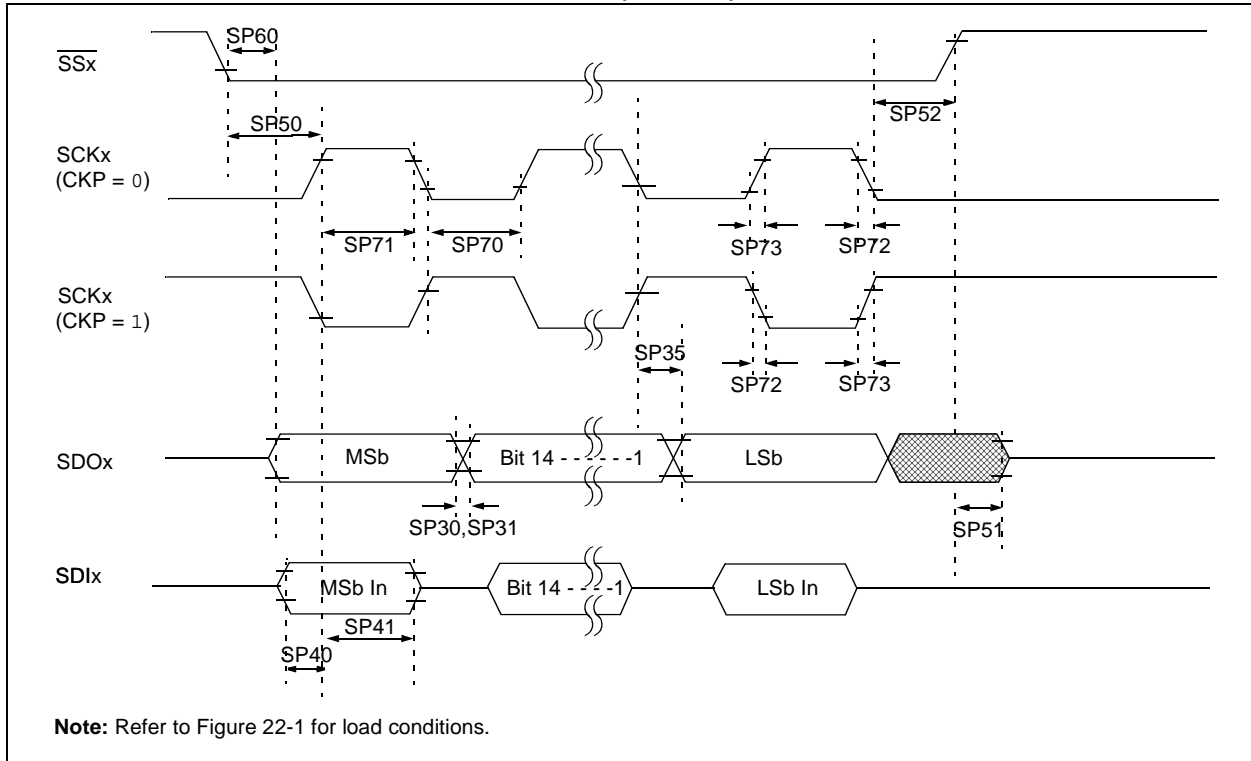 SP60
SSx
SP52
SP50
SCKx
(CKP = 0)
SP71
SP70
SP73
SP72
SCKx
(CKP = 1)
SP35
SP72
SP73
SDOx
MSb
Bit 14 - - - - - -1
LSb
SP30,SP31
SP51
SDIx
MSb In
Bit 14 - - - -1
LSb In
SP41
SP40
Note: Refer to Figure 22-1 for load conditions.